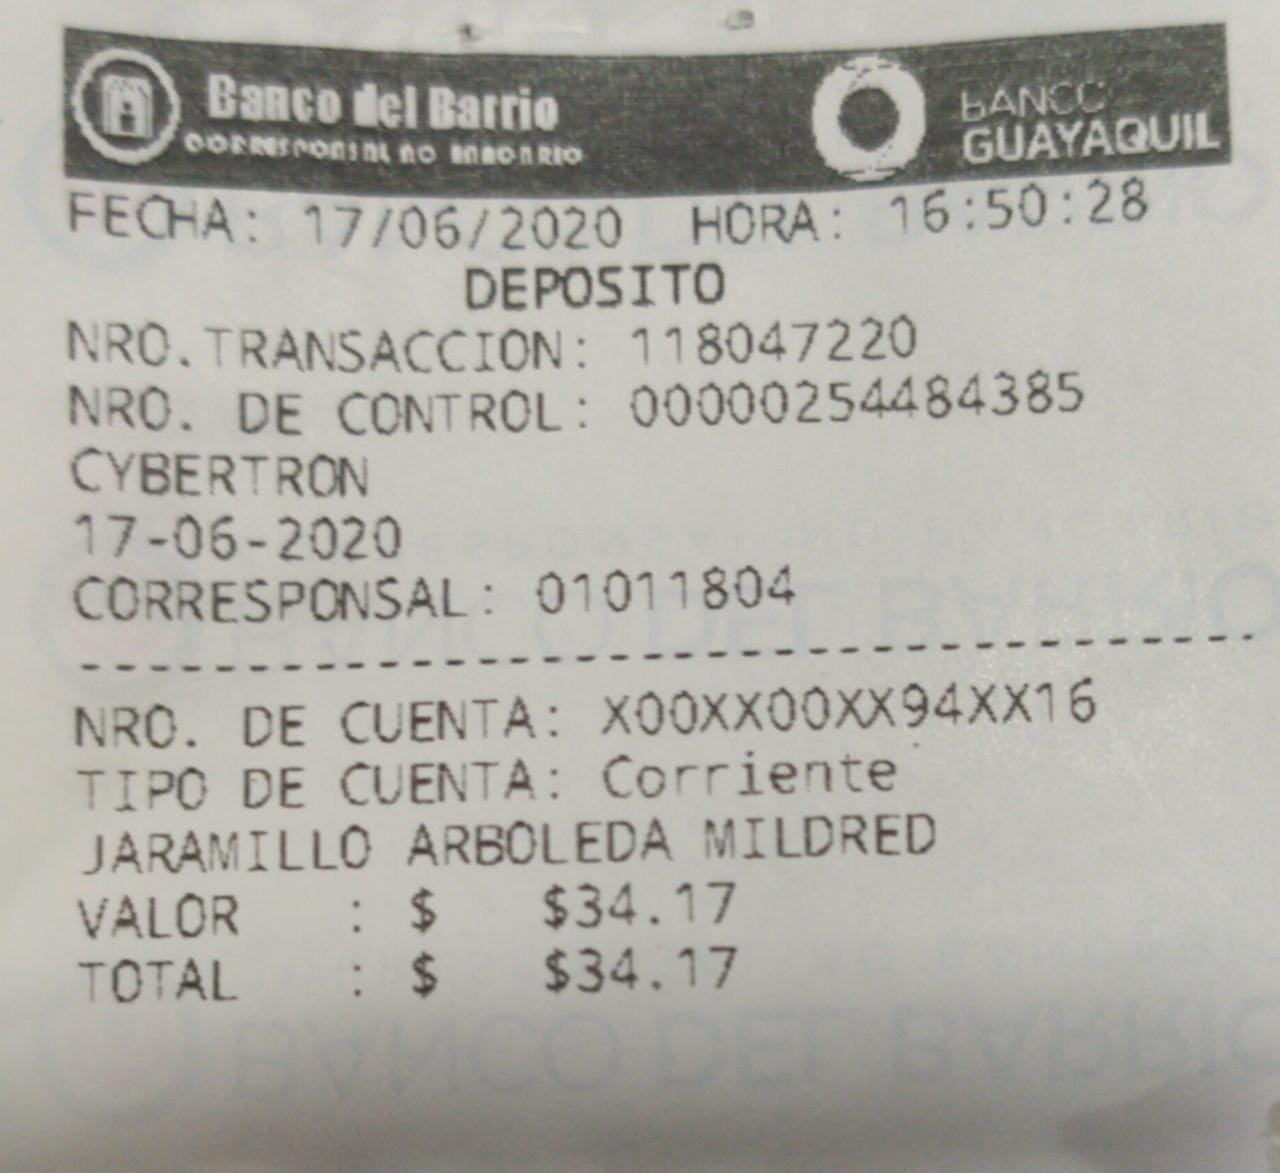 Banco del Barrio
CORRESPONSAL NO BANCARIO
BANCO
GUAYAQUIL
FECHA: 17/06/2020 HORA: 16:50:28
DEPOSITO
NRO.TRANSACCION: 118047220
NRO. DE CONTROL: 00000254484385
CYBERTRON
17-06-2020
CORRESPONSAL: 01011804
--------------------------------
NRO. DE CUENTA: X00XX00XX94XX16
TIPO DE CUENTA: Corriente
JARAMILLO ARBOLEDA MILDRED
VALOR : $ $34.17
TOTAL : $ $34.17